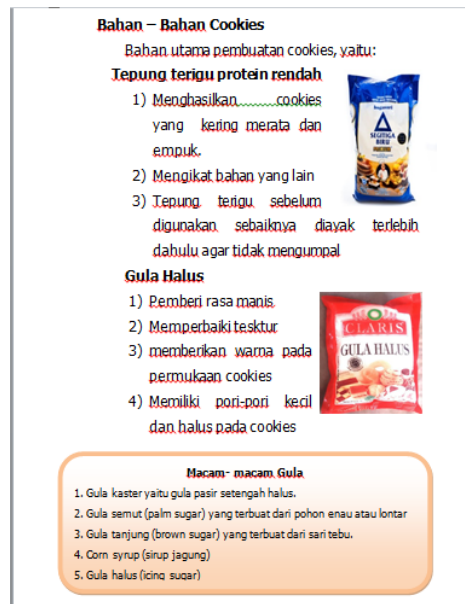 Bahan – Bahan Cookies
Bahan utama pembuatan cookies, yaitu:
Tepung terigu protein rendah
1) Menghasilkan cookies
yang kering merata dan
empuk.
2) Mengikat bahan yang lain
3) Tepung terigu sebelum
digunakan sebaiknya diayak terlebih
dahulu agar tidak mengumpal
SEGITIGA
BIRU
Gula Halus
1) Pemberi rasa manis
2) Memperbaiki tesktur
3) memberikan warna pada
permukaan cookies
4) Memiliki pori-pori kecil
dan halus pada cookies
CLARIS
GULA HALUS
Macam- macam Gula
1. Gula kaster yaitu gula pasir setengah halus.
2. Gula semut (palm sugar) yang terbuat dari pohon enau atau lontar
3. Gula tanjung (brown sugar) yang terbuat dari sari tebu.
4. Corn syrup (sirup jagung)
5. Gula halus (icing sugar)